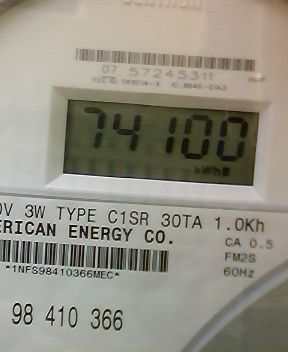 07 57245311
74100
kWh
0V 3W TYPE C1SR 30TA 1.0Kh
ERICAN ENERGY CO.
CA 0.5
*1NFS98410366MEC*
FM2S
60Hz
98 410 366